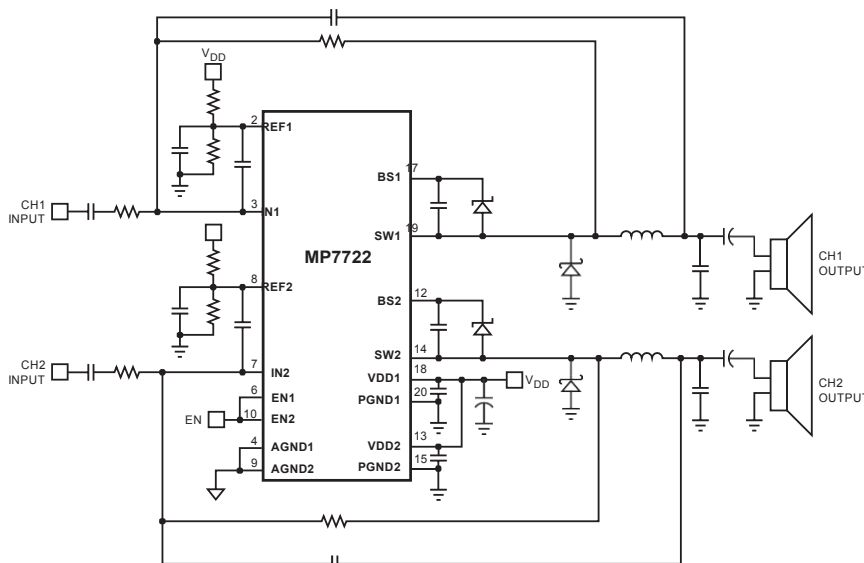 V_DD
2
REF1
17
BS1
CH1
INPUT
3
N1
19
SW1
MP7722
CH1
OUTPUT
8
REF2
12
BS2
14
SW2
CH2
INPUT
7
IN2
18
VDD1
V_DD
CH2
OUTPUT
6
EN1
20
PGND1
EN
10
EN2
4
AGND1
13
VDD2
9
AGND2
15
PGND2